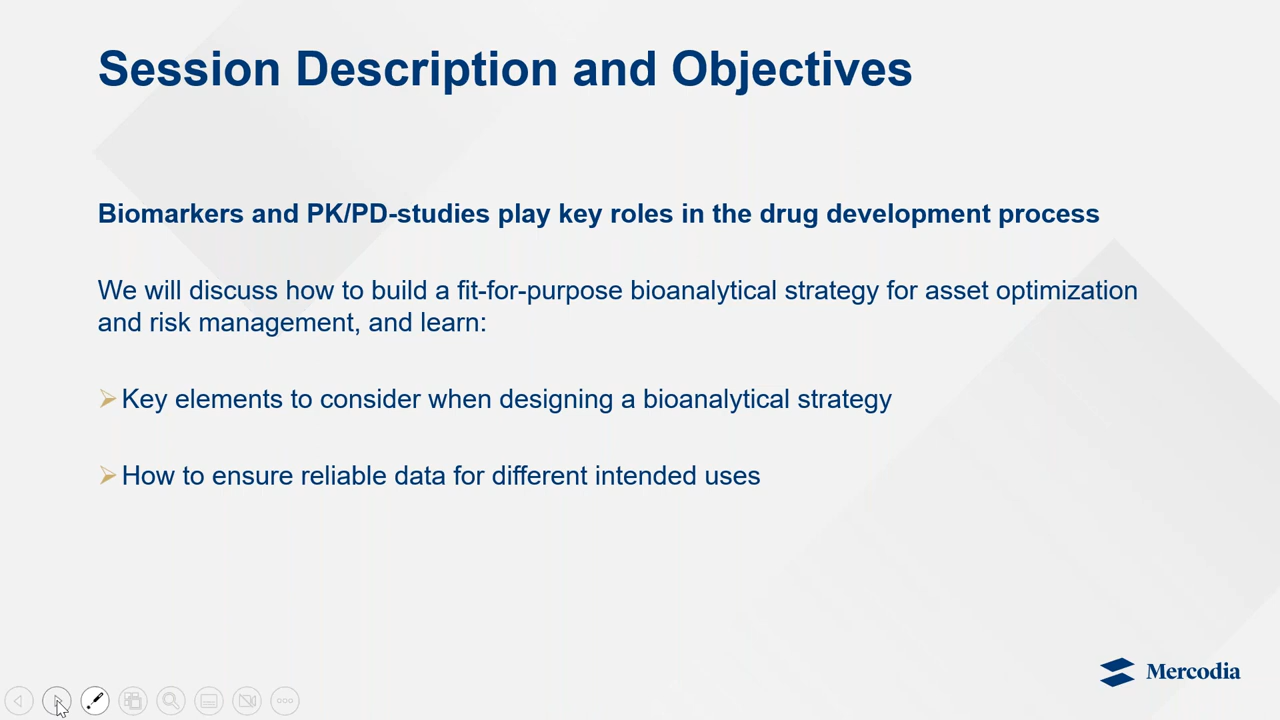 Session Description and Objectives
Biomarkers and PK/PD-studies play key roles in the drug development process
We will discuss how to build a fit-for-purpose bioanalytical strategy for asset optimization
and risk management, and learn:
Key elements to consider when designing a bioanalytical strategy
How to ensure reliable data for different intended uses
Mercodia